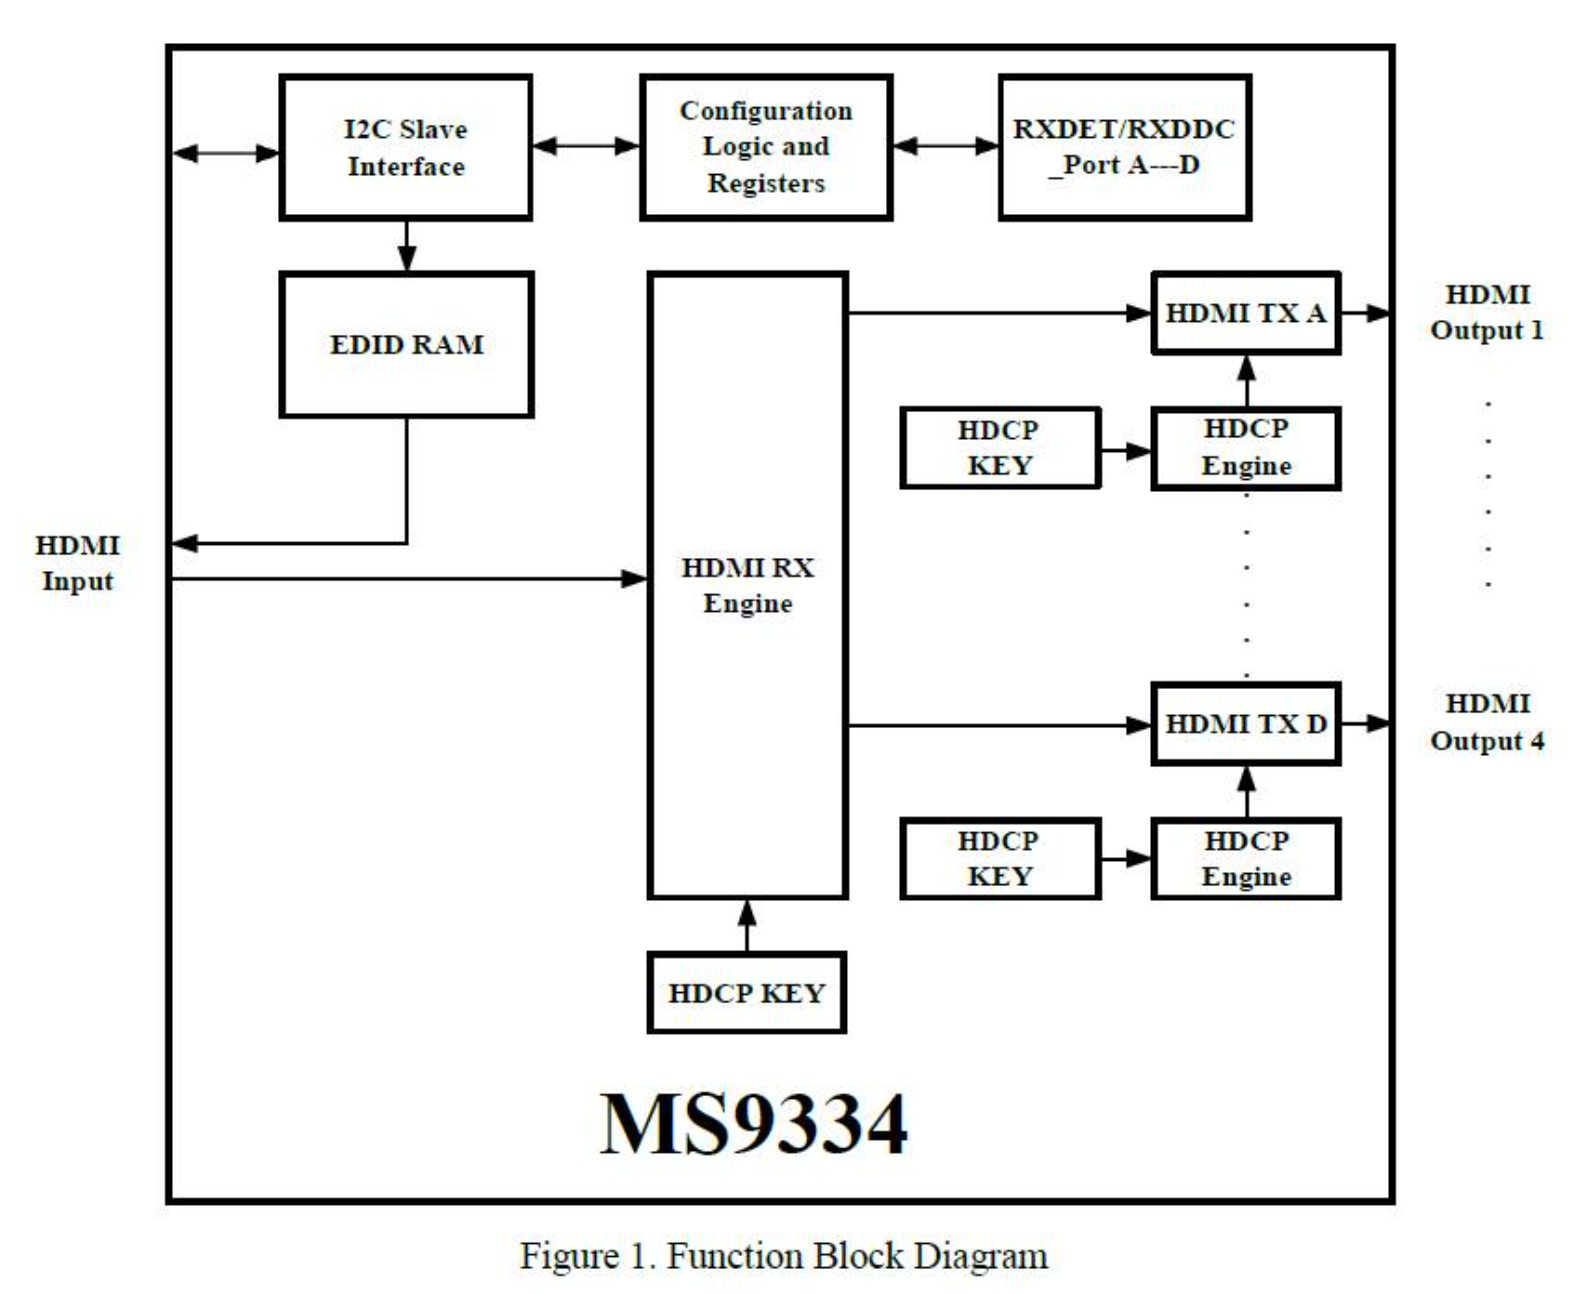 I2C Slave
Interface
Configuration
Logic and
Registers
RXDET/RXDDC
_Port A---D
EDID RAM
HDMI
Input
HDMI RX
Engine
HDMI TX A
HDMI
Output 1
HDCP
KEY
HDCP
Engine
HDMI TX D
HDMI
Output 4
HDCP
KEY
HDCP
Engine
HDCP KEY
MS9334
Figure 1. Function Block Diagram